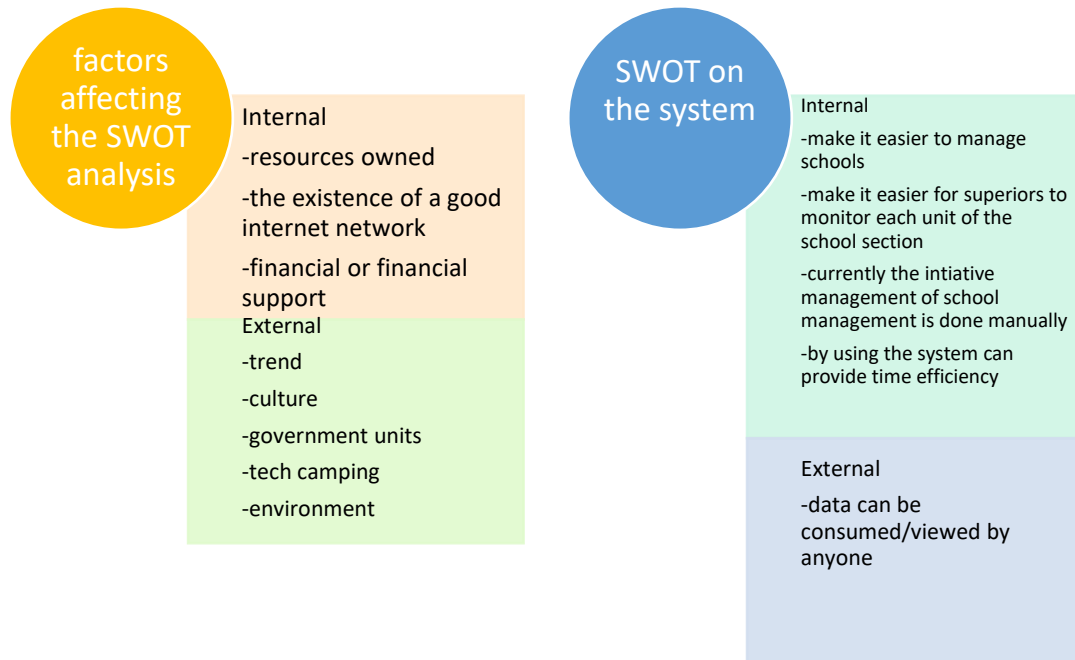 factors
affecting
the SWOT
analysis
Internal
-resources owned
-the existence of a good
internet network
-financial or financial
support
External
-trend
-culture
-government units
-tech camping
-environment
SWOT on
the system
Internal
-make it easier to manage
schools
-make it easier for superiors to
monitor each unit of the
school section
-currently the intiative
management of school
management is done manually
-by using the system can
provide time efficiency
External
-data can be
consumed/viewed by
anyone